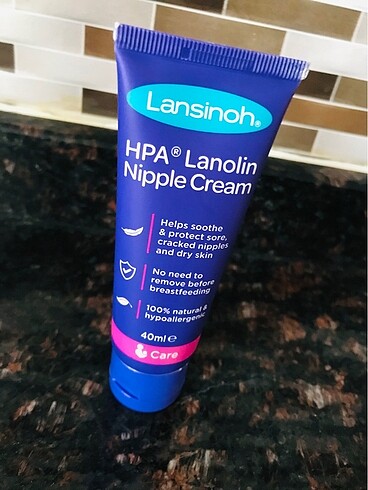 Lansinoh®
HPA® Lanolin
Nipple Cream
Helps soothe
& protect sore,
cracked nipples
and dry skin
No need to
remove before
breastfeeding
100% natural &
hypoallergenic
40ml ℮
Care